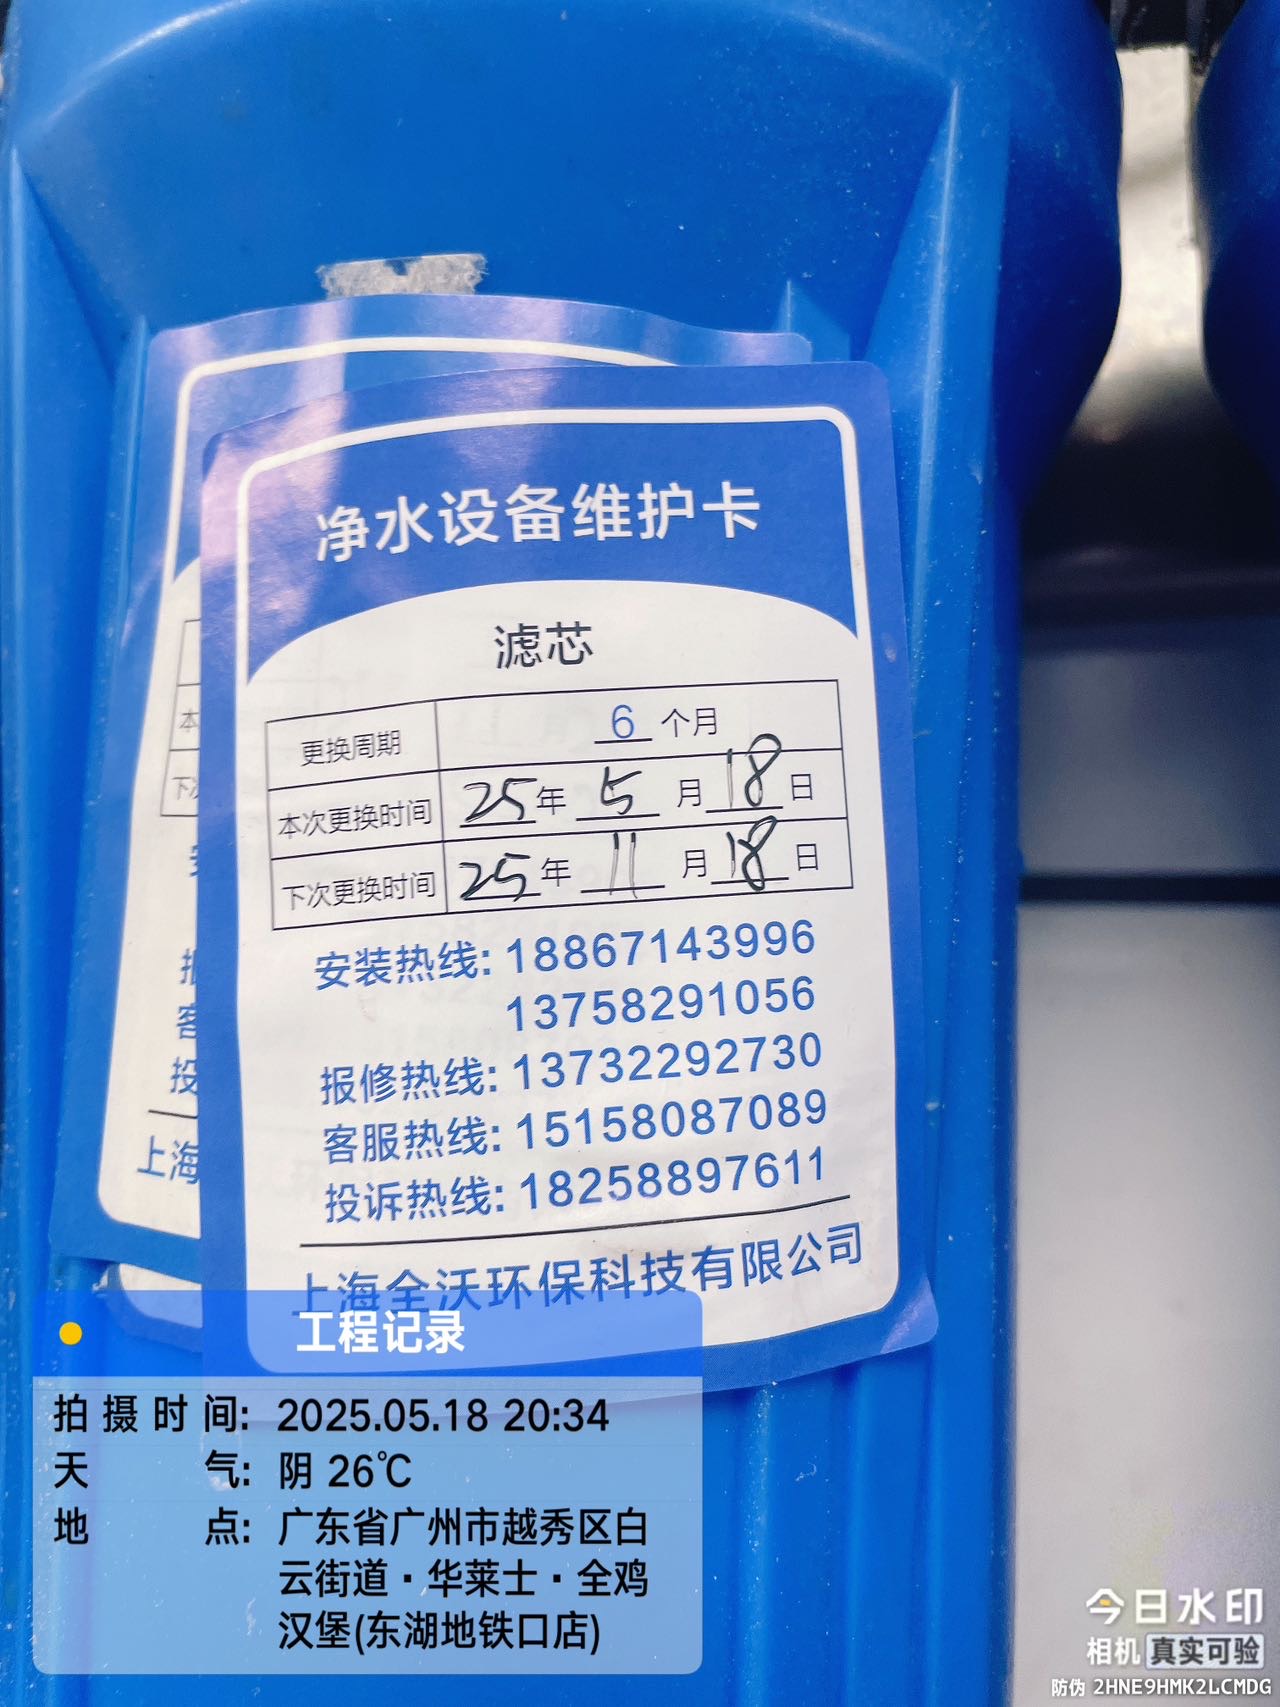 净水设备维护卡
滤芯
更换周期 6 个月
本次更换时间 25年 5 月 18 日
下次更换时间 25年 11 月 18 日
安装热线: 18867143996
13758291056
报修热线: 13732292730
客服热线: 15158087089
投诉热线: 18258897611
上海全沃环保科技有限公司
本
下次
客
投
上海
工程记录
拍摄时间: 2025.05.18 20:34
天气: 阴 26℃
地点: 广东省广州市越秀区白
云街道·华莱士·全鸡
汉堡(东湖地铁口店)
今日水印
相机 真实可验
防伪 2HNE9HMK2LCMDG